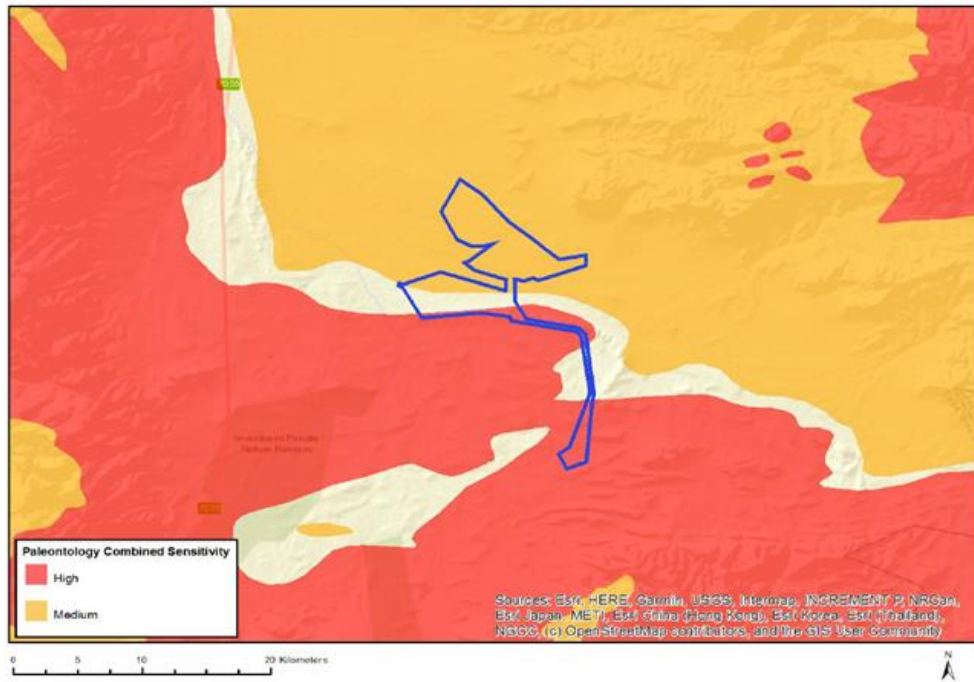 Paleontology Combined Sensitivity
High
Medium
Sources: Esri, HERE, Garmin, USGS, Intermap, INCREMENT P, NRCan,
Esri Japan, METI, Esri China (Hong Kong), Esri Korea, Esri (Thailand),
NGCC, (c) OpenStreetMap contributors, and the GIS User Community
0 5 10 20 Kilometers
N